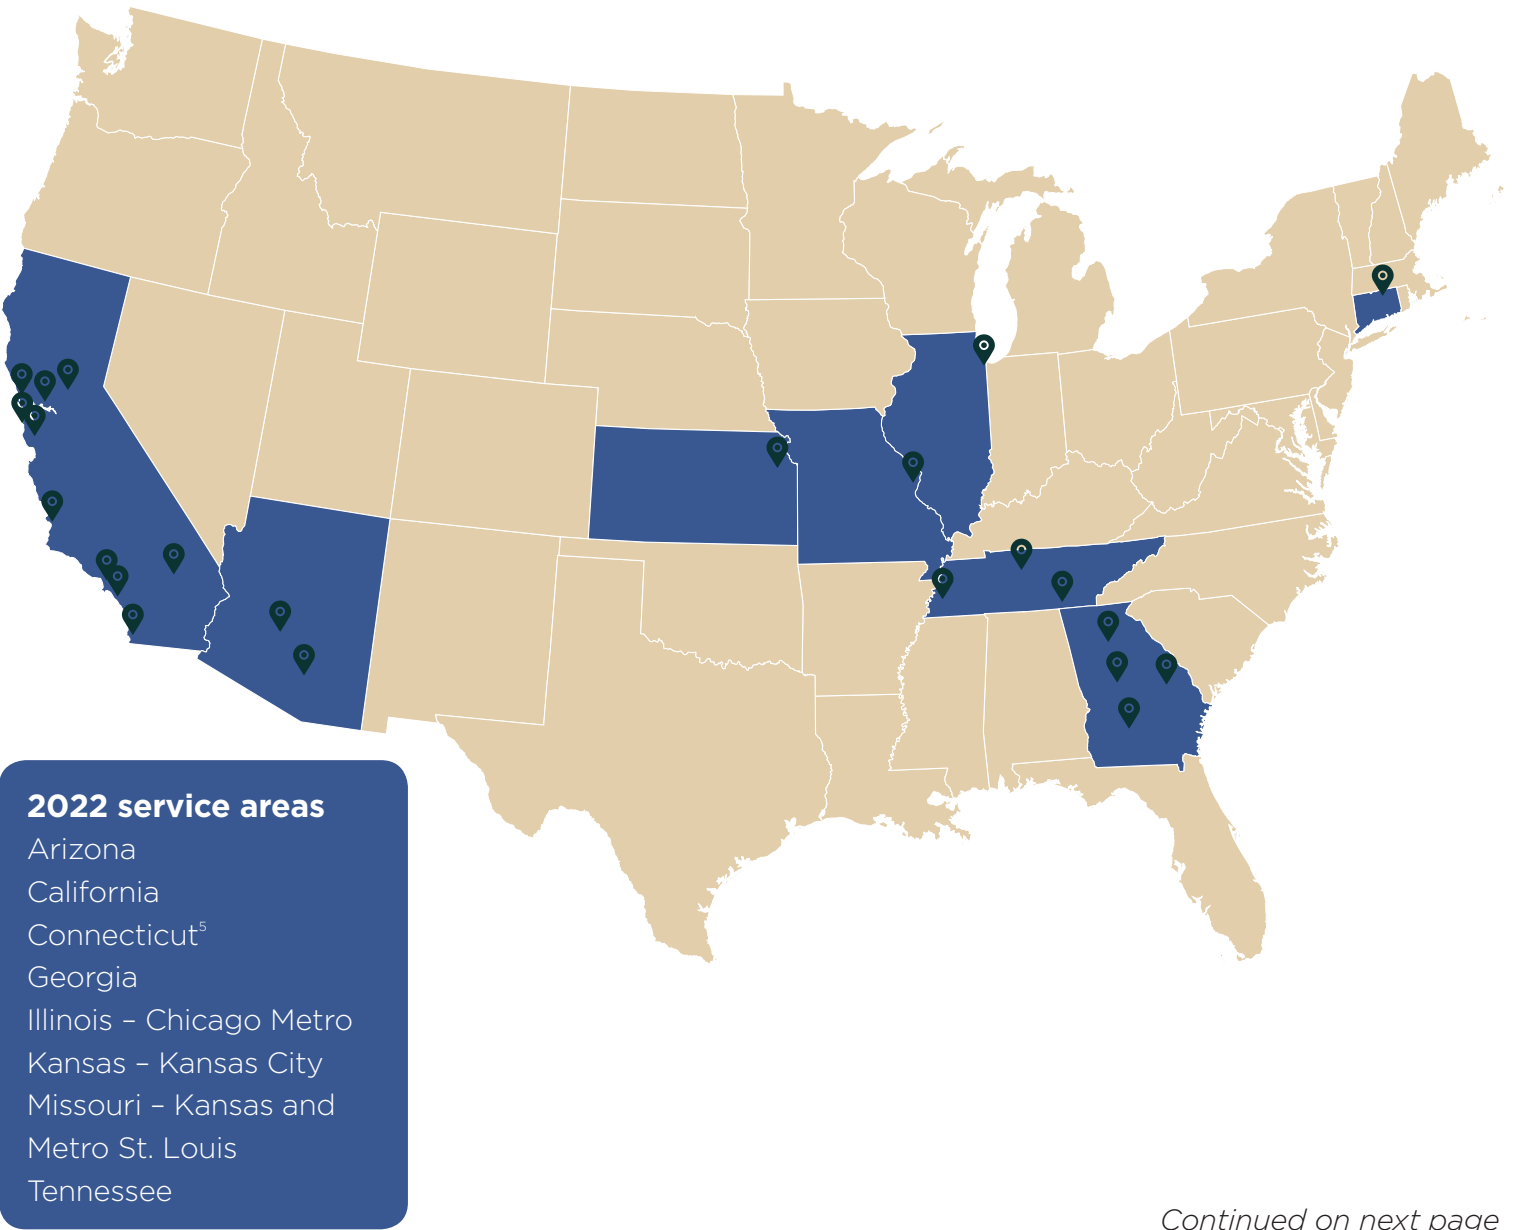 2022 service areas
Arizona
California
Connecticut5
Georgia
Illinois – Chicago Metro
Kansas – Kansas City
Missouri – Kansas and
Metro St. Louis
Tennessee
Continued on next page